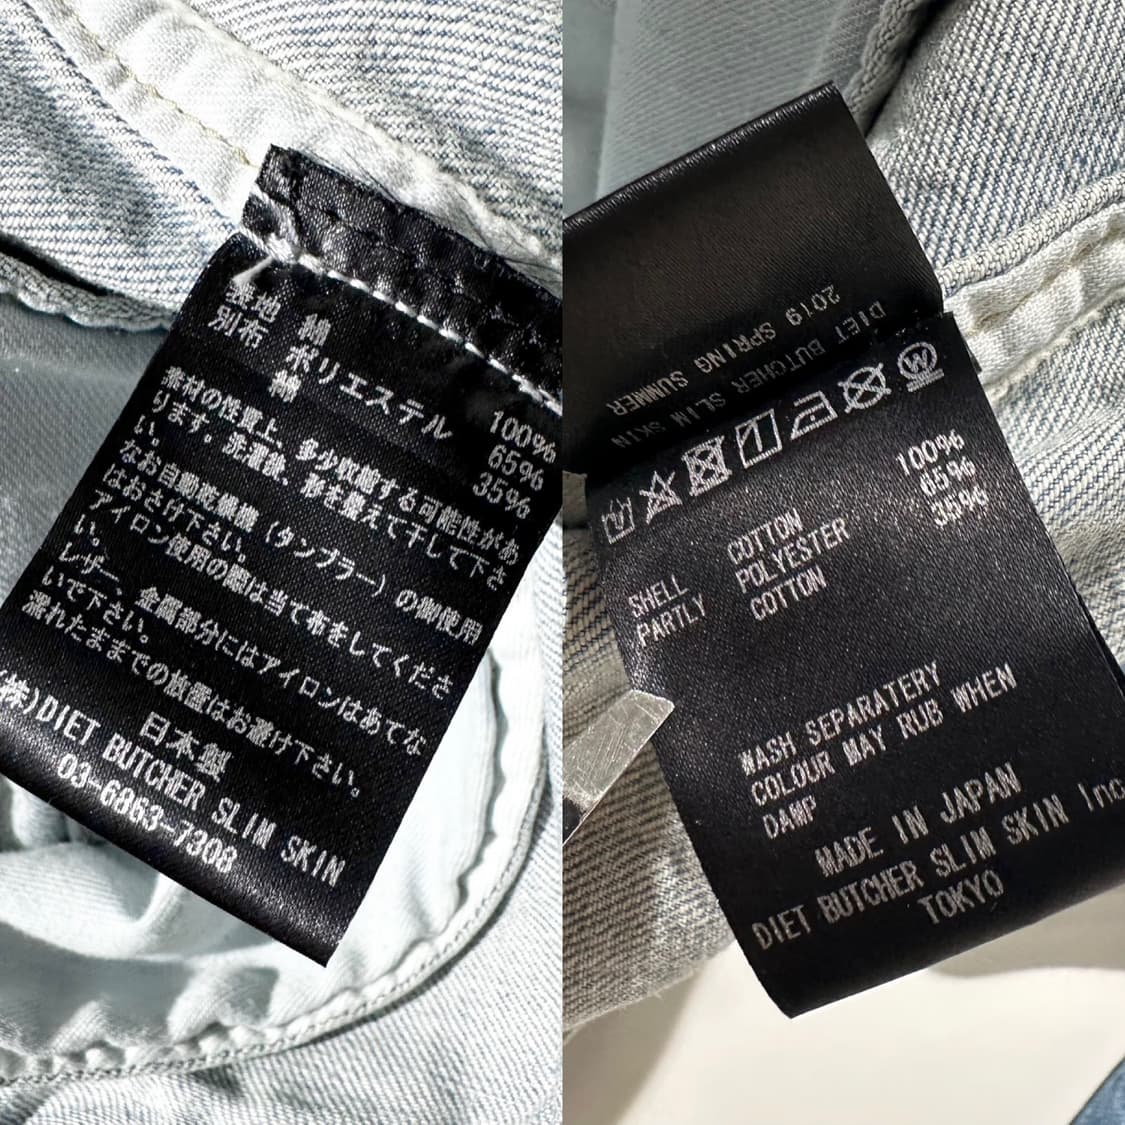 表地 綿 100%
別布 ポリエステル 65%
綿 35%
素材の性質上、多少収縮する可能性があ
ります。洗濯後、形を整えて干して下さ
い。
なお自動乾燥機(タンブラー)の御使用
はおさけ下さい。
アイロン使用の際は当て布をしてくださ
い。
レザー、金属部分にはアイロンはあてな
いで下さい。
濡れたままでの放置はお避け下さい。
日本製
(株)DIET BUTCHER SLIM SKIN
03-6863-7308
DIET BUTCHER SLIM SKIN
2019 SPRING SUMMER
W
SHELL COTTON 100%
PARTLY POLYESTER 65%
COTTON 35%
WASH SEPARATERY
COLOUR MAY RUB WHEN
DAMP
MADE IN JAPAN
DIET BUTCHER SLIM SKIN Inc
TOKYO